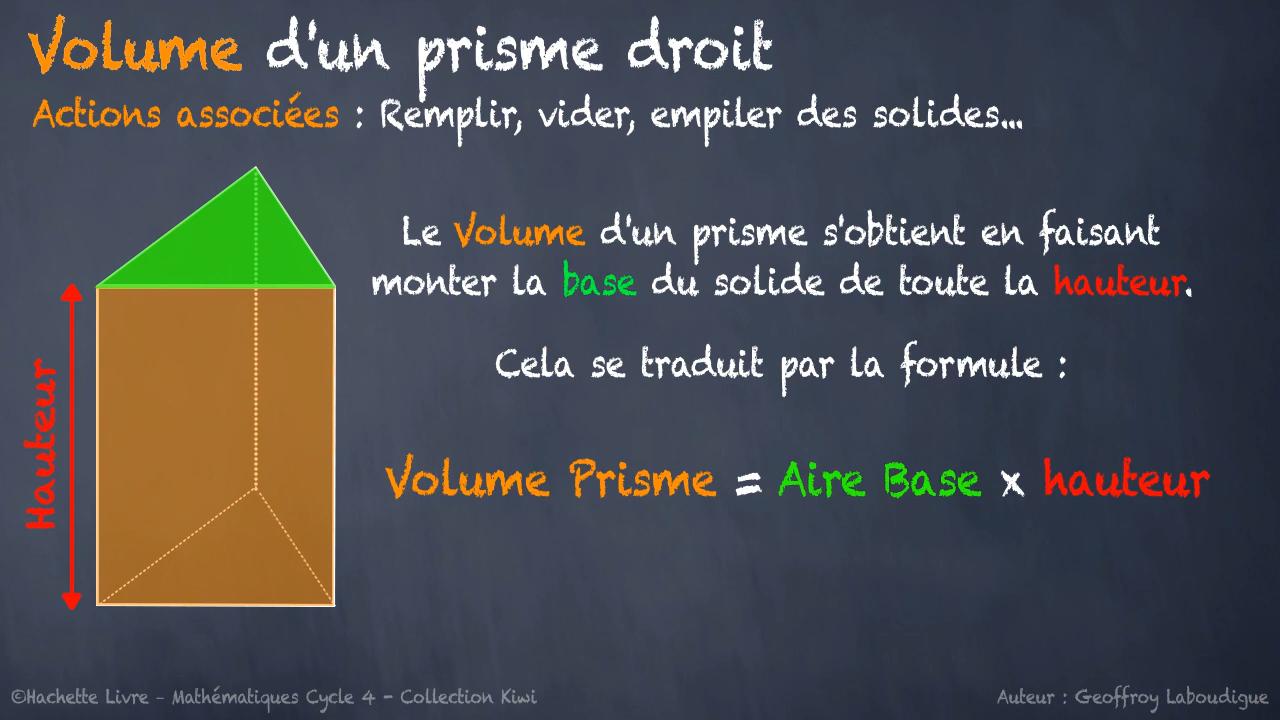 Volume d'un prisme droit
Actions associées : Remplir, vider, empiler des solides...
Le Volume d'un prisme s'obtient en faisant
monter la base du solide de toute la hauteur.
Hauteur
Cela se traduit par la formule :
Volume Prisme = Aire Base x hauteur
©Hachette Livre - Mathématiques Cycle 4 - Collection Kiwi
Auteur : Geoffroy Laboudigue